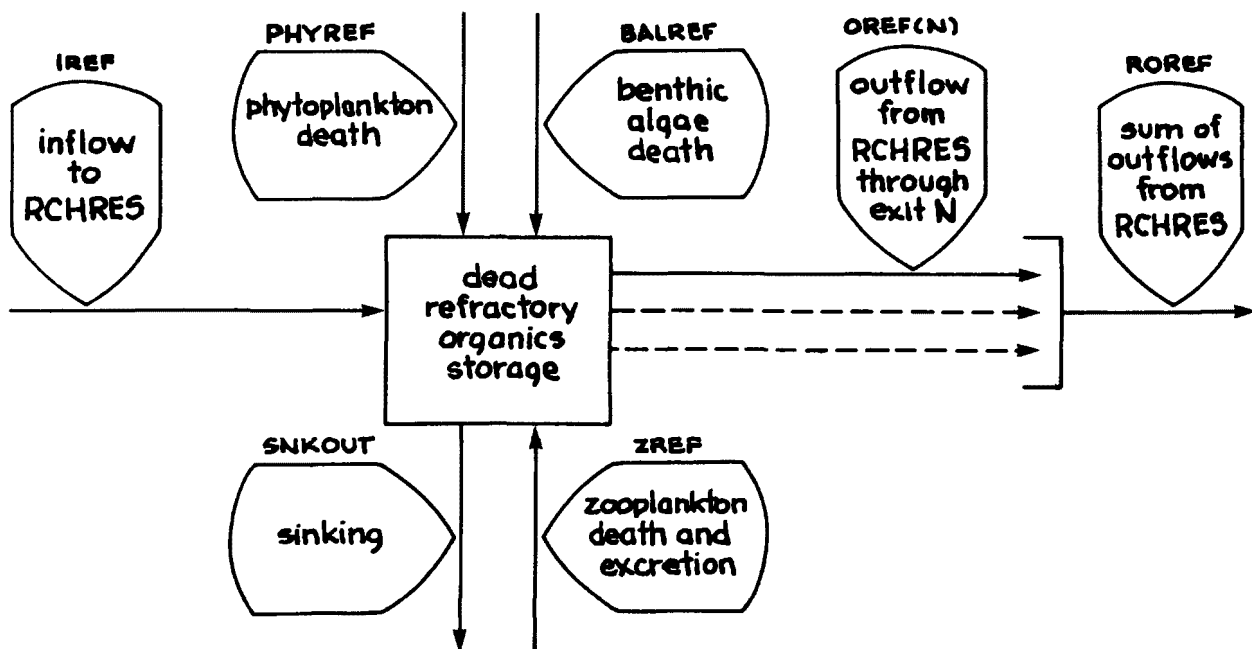 IREF
inflow
to
RCHRES
PHYREF
phytoplankton
death
BALREF
benthic
algae
death
OREF(N)
outflow
from
RCHRES
through
exit N
ROREF
sum of
outflows
from
RCHRES
dead
refractory
organics
storage
SNKOUT
sinking
ZREF
zooplankton
death and
excretion